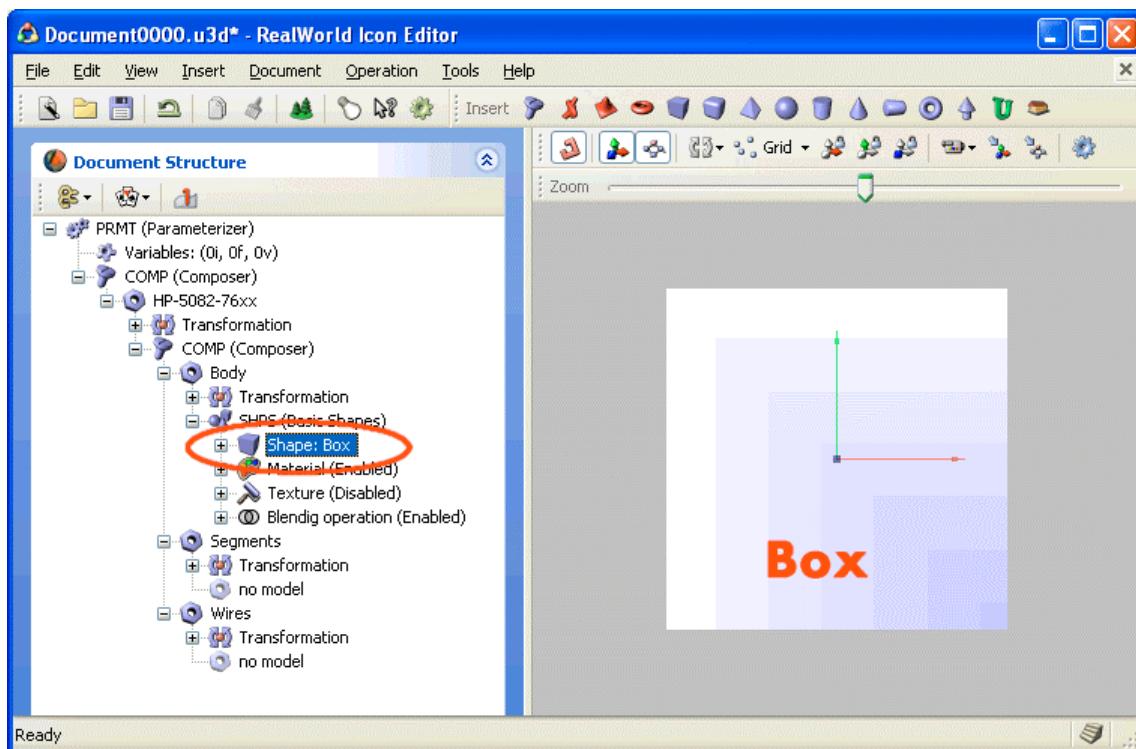 Document0000.u3d* - RealWorld Icon Editor
File Edit View Insert Document Operation Tools Help
Insert
Document Structure
Grid
Zoom
PRMT (Parameterizer)
Variables: (0i, 0f, 0v)
COMP (Composer)
HP-5082-76xx
Transformation
COMP (Composer)
Body
Transformation
SHPS (Basic Shapes)
Shape: Box
Material (Enabled)
Texture (Disabled)
Blendig operation (Enabled)
Segments
Transformation
no model
Wires
Transformation
no model
Box
Ready